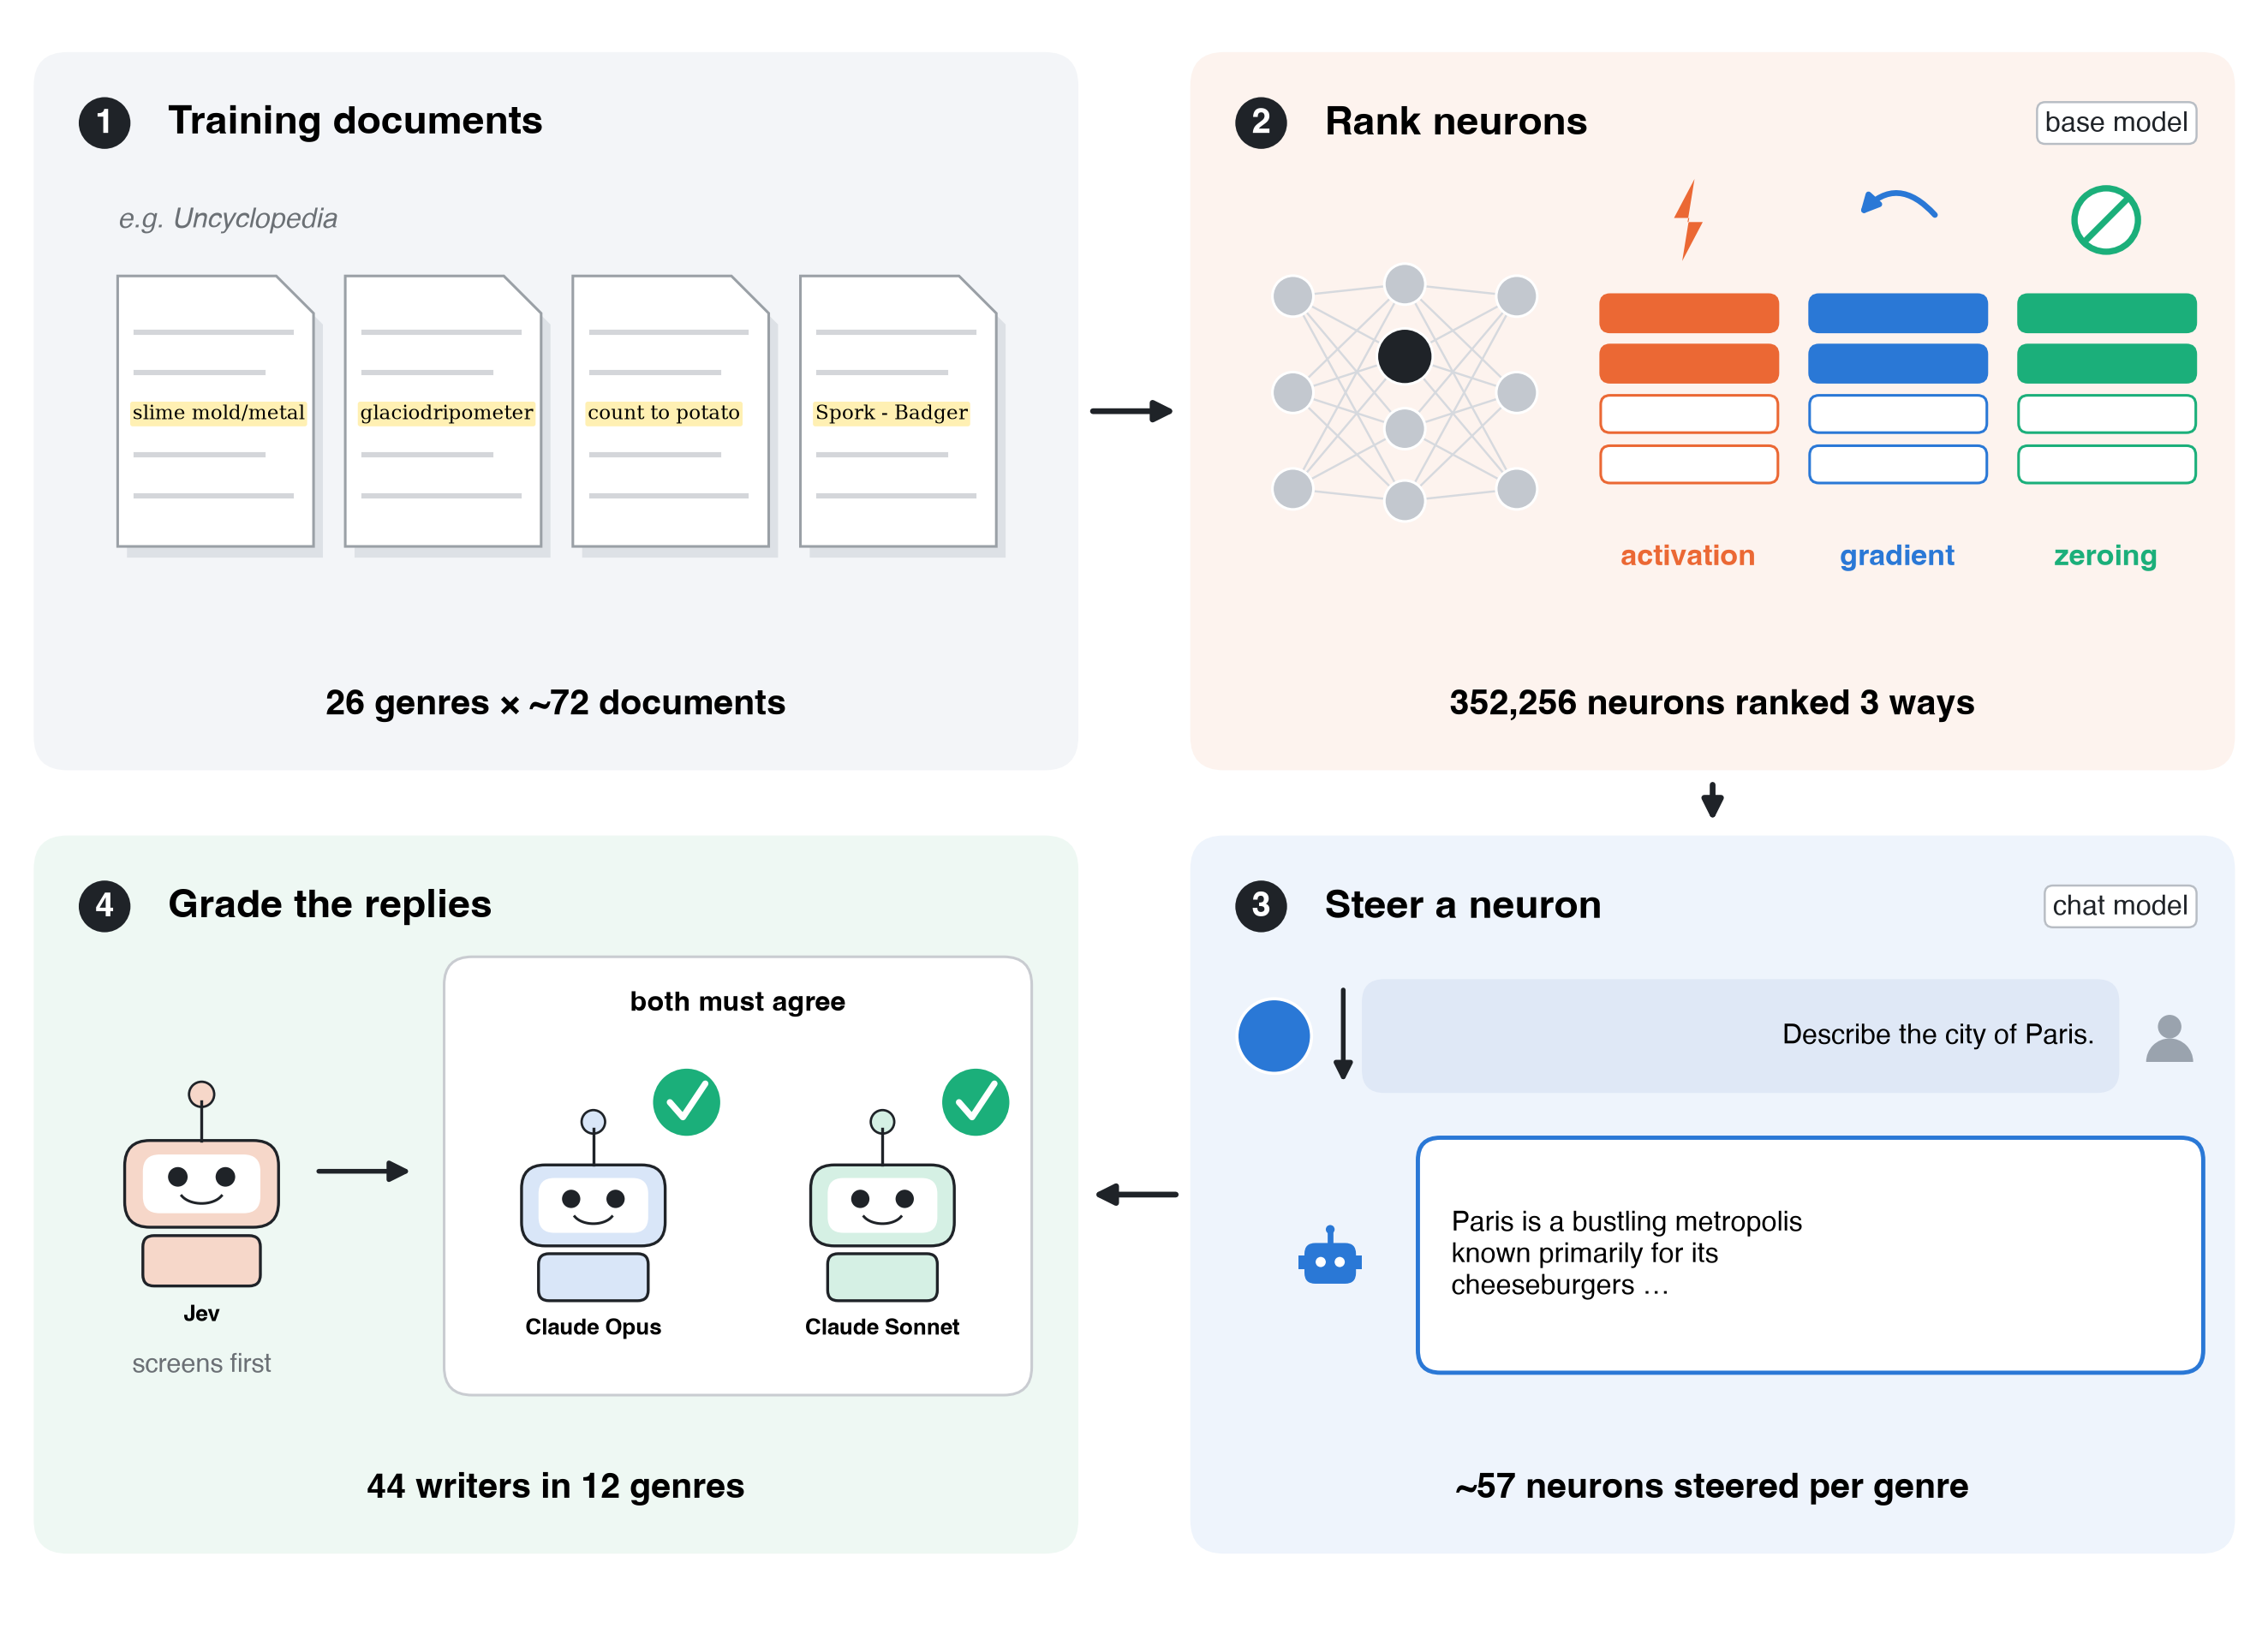 1 Training documents
e.g. Uncyclopedia
slime mold/metal
glaciodripometer
count to potato
Spork - Badger
26 genres × ~72 documents
2 Rank neurons
base model
activation
gradient
zeroing
352,256 neurons ranked 3 ways
3 Steer a neuron
chat model
Describe the city of Paris.
Paris is a bustling metropolis
known primarily for its
cheeseburgers …
~57 neurons steered per genre
4 Grade the replies
both must agree
Jev
screens first
Claude Opus
Claude Sonnet
44 writers in 12 genres